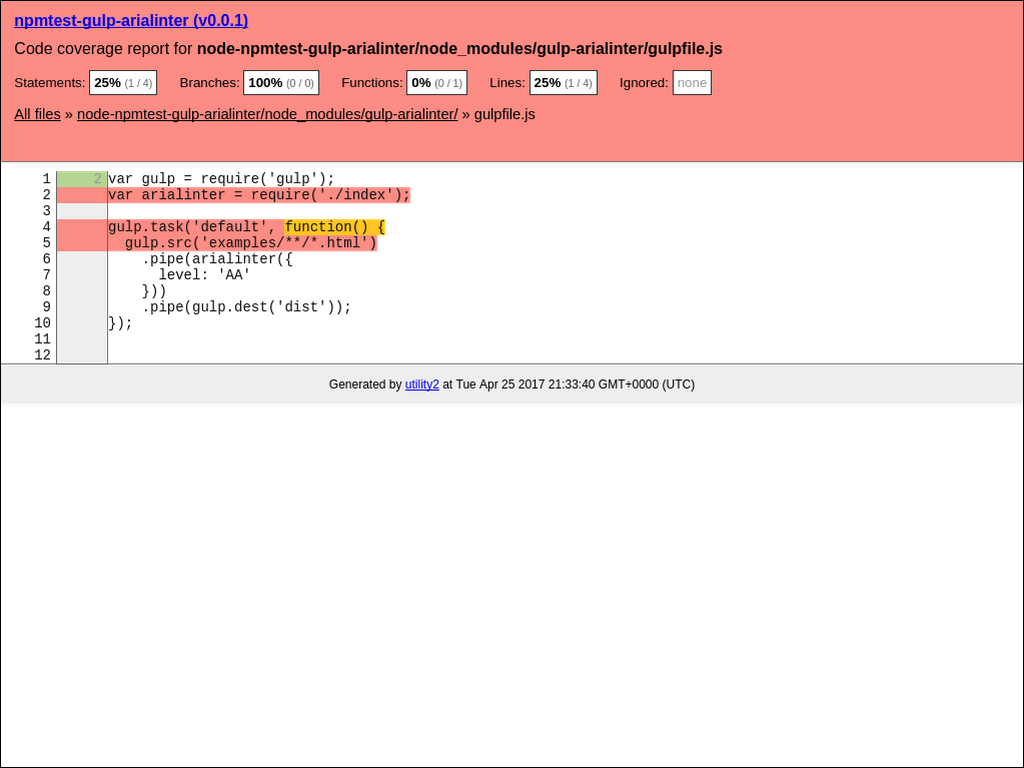 npmtest-gulp-arialinter (v0.0.1)
Code coverage report for node-npmtest-gulp-arialinter/node_modules/gulp-arialinter/gulpfile.js
Statements: 25% (1 / 4) Branches: 100% (0 / 0) Functions: 0% (0 / 1) Lines: 25% (1 / 4) Ignored: none
All files » node-npmtest-gulp-arialinter/node_modules/gulp-arialinter/ » gulpfile.js
1 2 var gulp = require('gulp');
2 var arialinter = require('./index');
3
4 gulp.task('default', function() {
5   gulp.src('examples/**/*.html')
6     .pipe(arialinter({
7       level: 'AA'
8     }))
9     .pipe(gulp.dest('dist'));
10 });
11
12
Generated by utility2 at Tue Apr 25 2017 21:33:40 GMT+0000 (UTC)